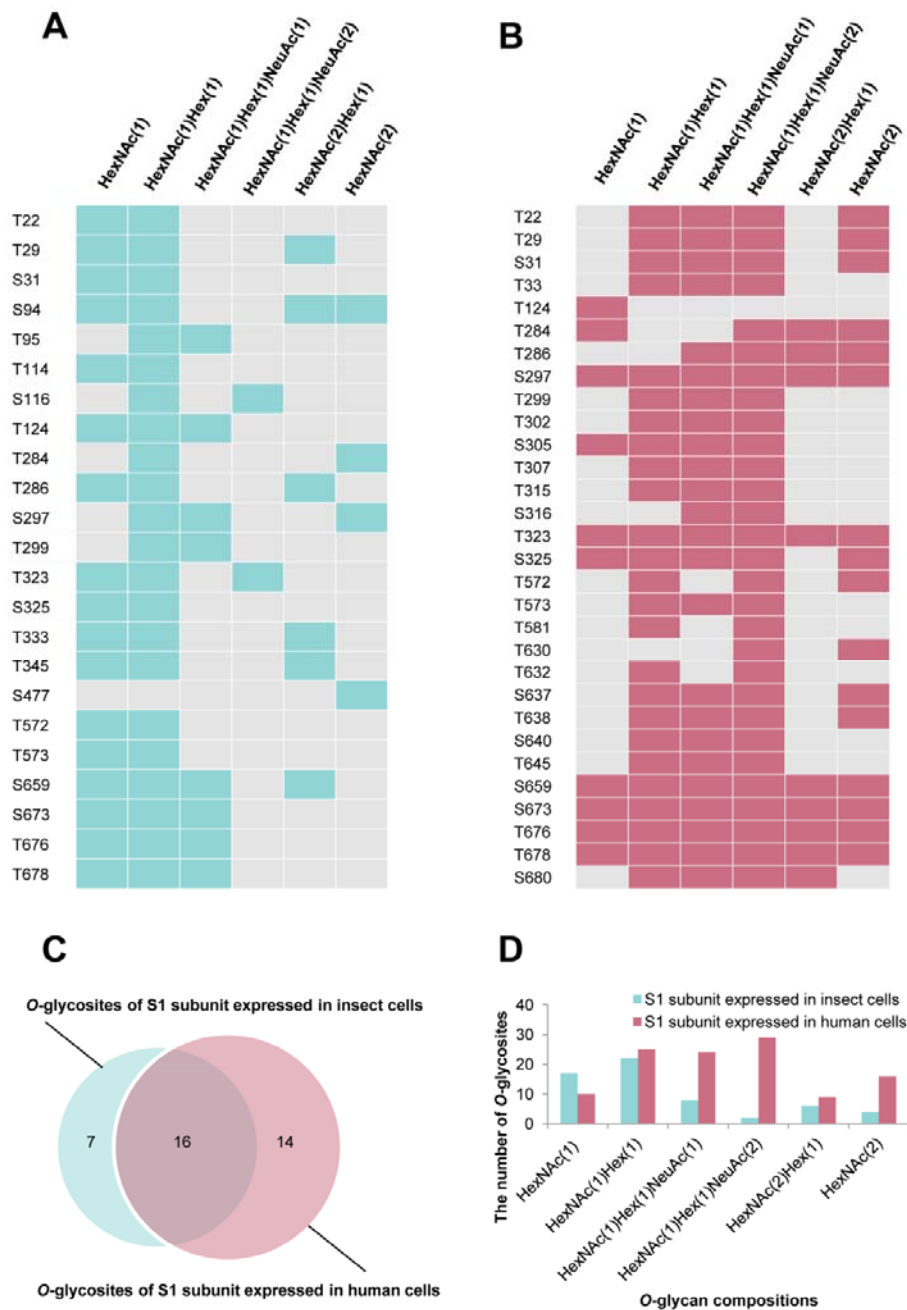 A
HexNAc(1)
HexNAc(1)Hex(1)
HexNAc(1)Hex(1)NeuAc(1)
HexNAc(1)Hex(1)NeuAc(2)
HexNAc(2)Hex(1)
HexNAc(2)
T22
T29
S31
S94
T95
T114
S116
T124
T284
T286
S297
T299
T323
S325
T333
T345
S477
T572
T573
S659
S673
T676
T678
B
HexNAc(1)
HexNAc(1)Hex(1)
HexNAc(1)Hex(1)NeuAc(1)
HexNAc(1)Hex(1)NeuAc(2)
HexNAc(2)Hex(1)
HexNAc(2)
T22
T29
S31
T33
T124
T284
T286
S297
T299
T302
S305
T307
T315
S316
T323
S325
T572
T573
T581
T630
T632
S637
T638
S640
T645
S659
S673
T676
T678
S680
C
O-glycosites of S1 subunit expressed in insect cells
7
16
14
O-glycosites of S1 subunit expressed in human cells
D
S1 subunit expressed in insect cells
S1 subunit expressed in human cells
The number of O-glycosites
40
30
20
10
0
HexNAc(1)
HexNAc(1)Hex(1)
HexNAc(1)Hex(1)NeuAc(1)
HexNAc(1)Hex(1)NeuAc(2)
HexNAc(2)Hex(1)
HexNAc(2)
O-glycan compositions